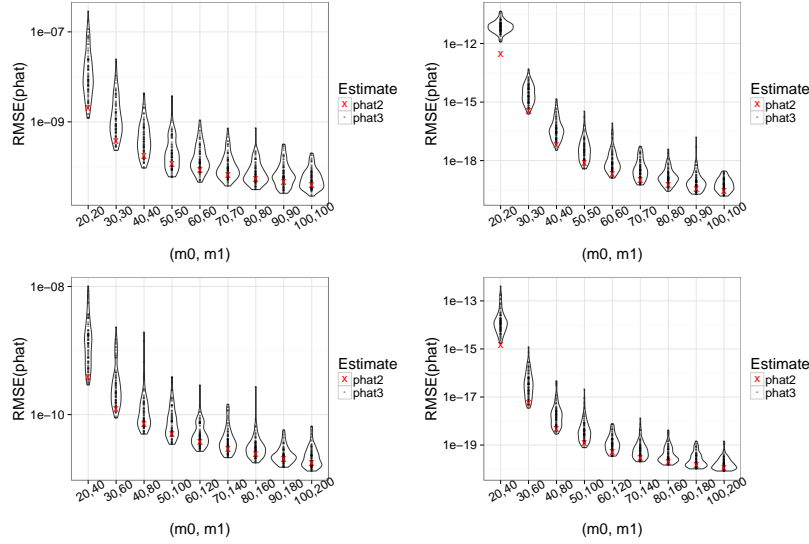 1e−07
1e−09
RMSE(phat)
20,20
30,30
40,40
50,50
60,60
70,70
80,80
90,90
100,100
(m0, m1)
Estimate
x phat2
phat3
1e−12
1e−15
1e−18
RMSE(phat)
20,20
30,30
40,40
50,50
60,60
70,70
80,80
90,90
100,100
(m0, m1)
Estimate
x phat2
phat3
1e−08
1e−10
RMSE(phat)
20,40
30,60
40,80
50,100
60,120
70,140
80,160
90,180
100,200
(m0, m1)
Estimate
x phat2
phat3
1e−13
1e−15
1e−17
1e−19
RMSE(phat)
20,40
30,60
40,80
50,100
60,120
70,140
80,160
90,180
100,200
(m0, m1)
Estimate
x phat2
phat3